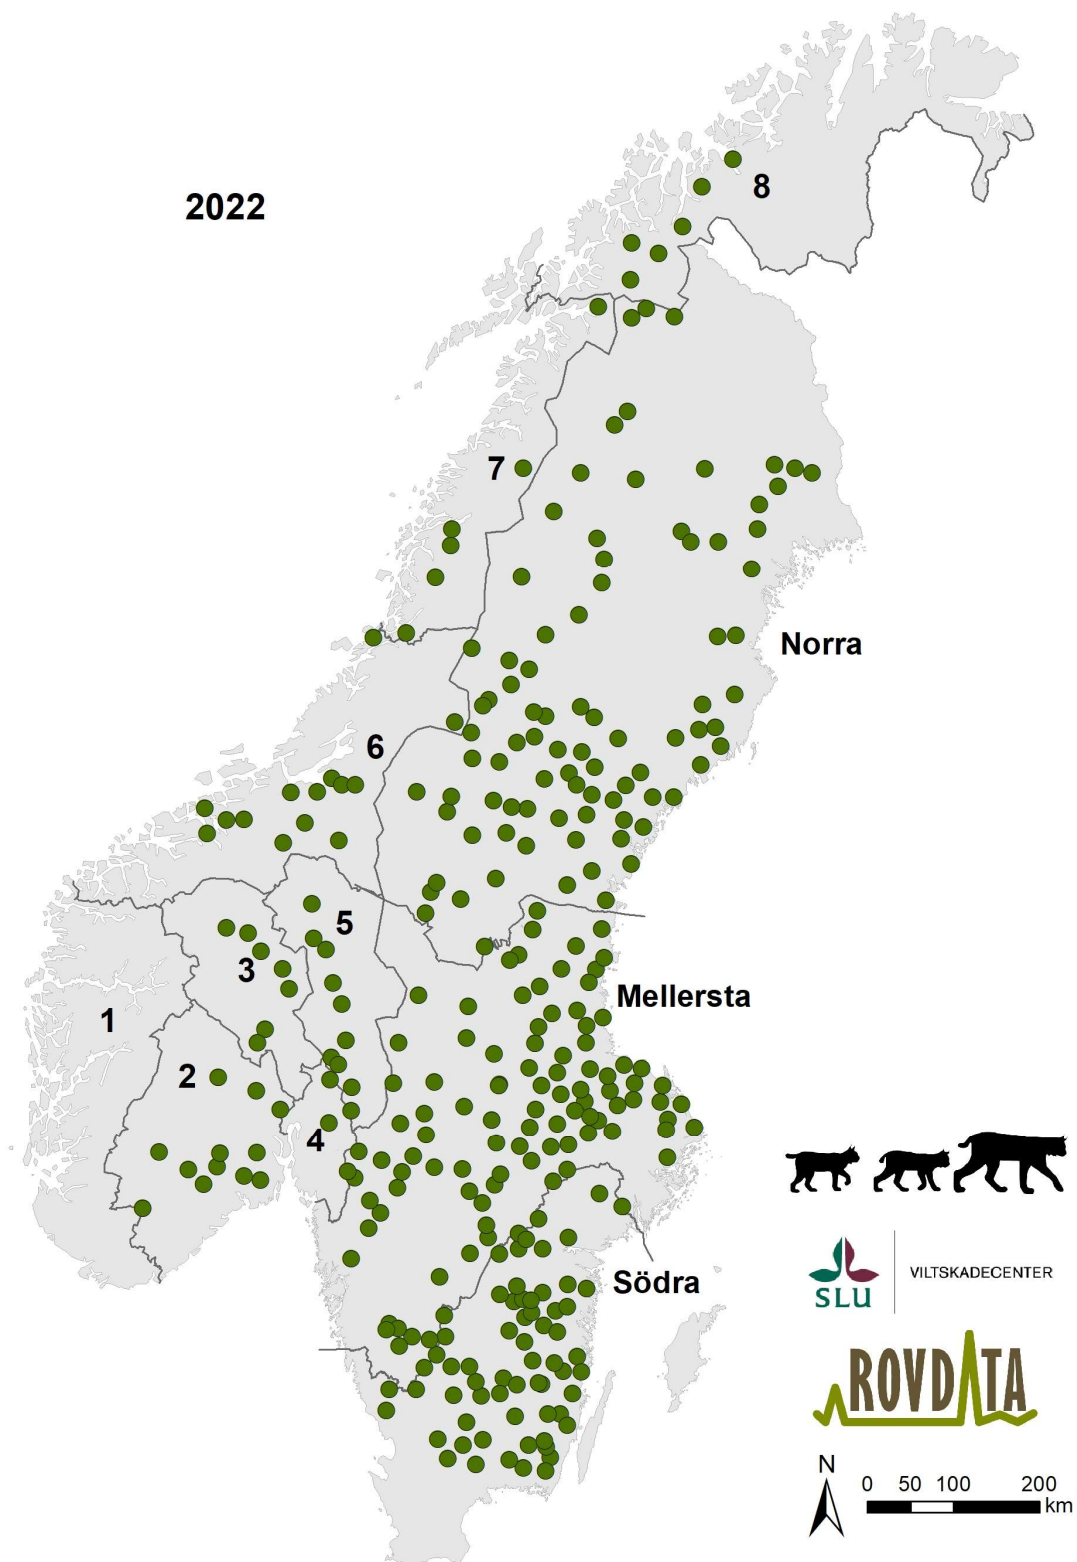 2022
8
7
Norra
6
5
3
Mellersta
1
2
4
Södra
SLU
VILTSKADECENTER
ROVDATA
N
0 50 100 200
km